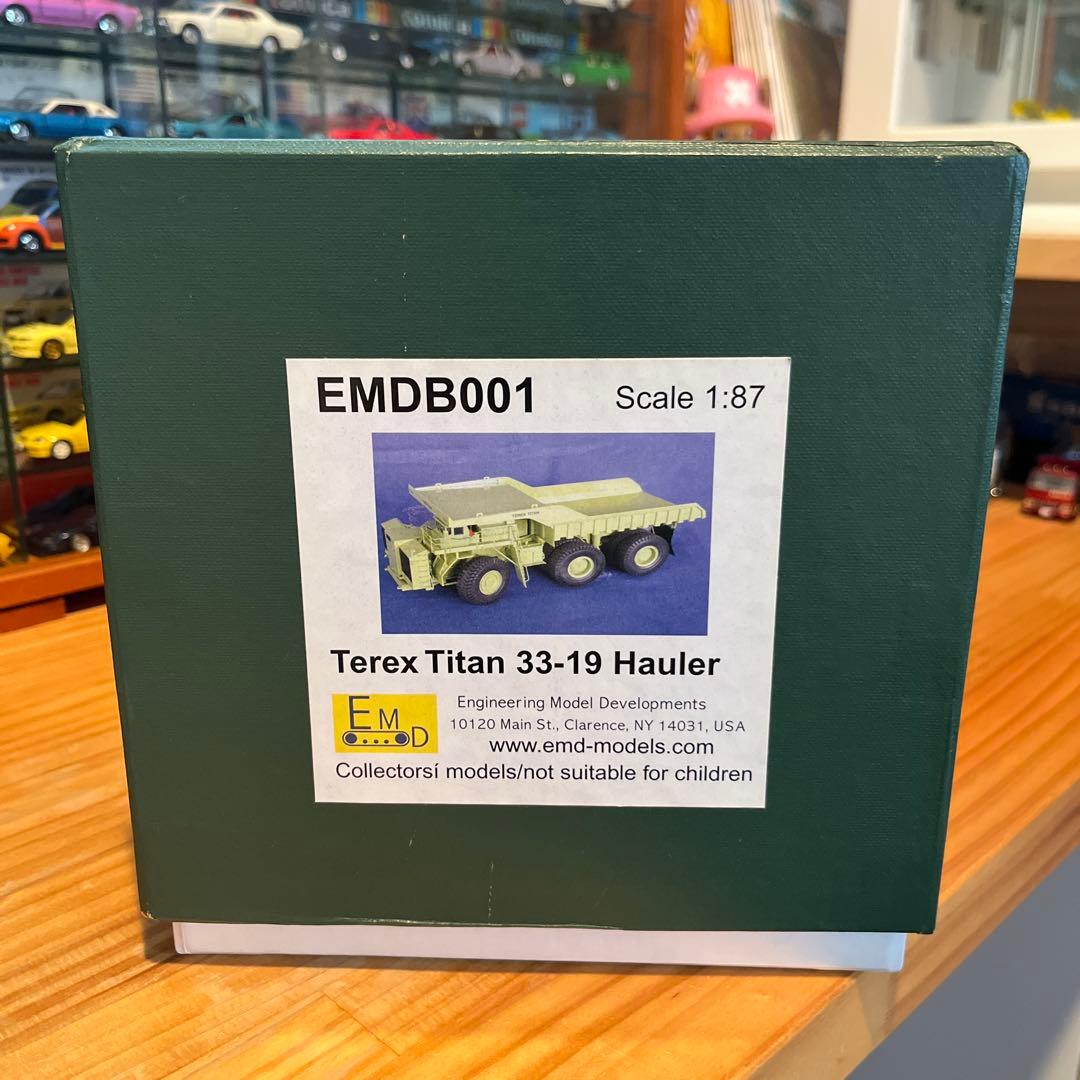 EMDB001 Scale 1:87
TEREX TITAN
Terex Titan 33-19 Hauler
EMD
Engineering Model Developments
10120 Main St., Clarence, NY 14031, USA
www.emd-models.com
Collectorsí models/not suitable for children